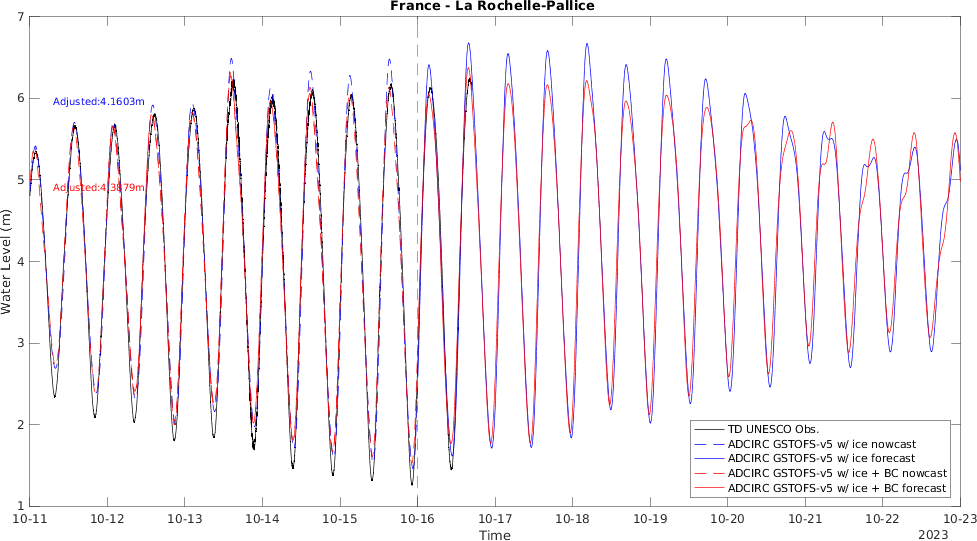 France - La Rochelle-Pallice
7
6
5
4
3
2
1
Water Level (m)
Adjusted:4.1603m
Adjusted:4.3879m
TD UNESCO Obs.
ADCIRC GSTOFS-v5 w/ ice nowcast
ADCIRC GSTOFS-v5 w/ ice forecast
ADCIRC GSTOFS-v5 w/ ice + BC nowcast
ADCIRC GSTOFS-v5 w/ ice + BC forecast
10-11 10-12 10-13 10-14 10-15 10-16 10-17 10-18 10-19 10-20 10-21 10-22 10-23
Time
2023